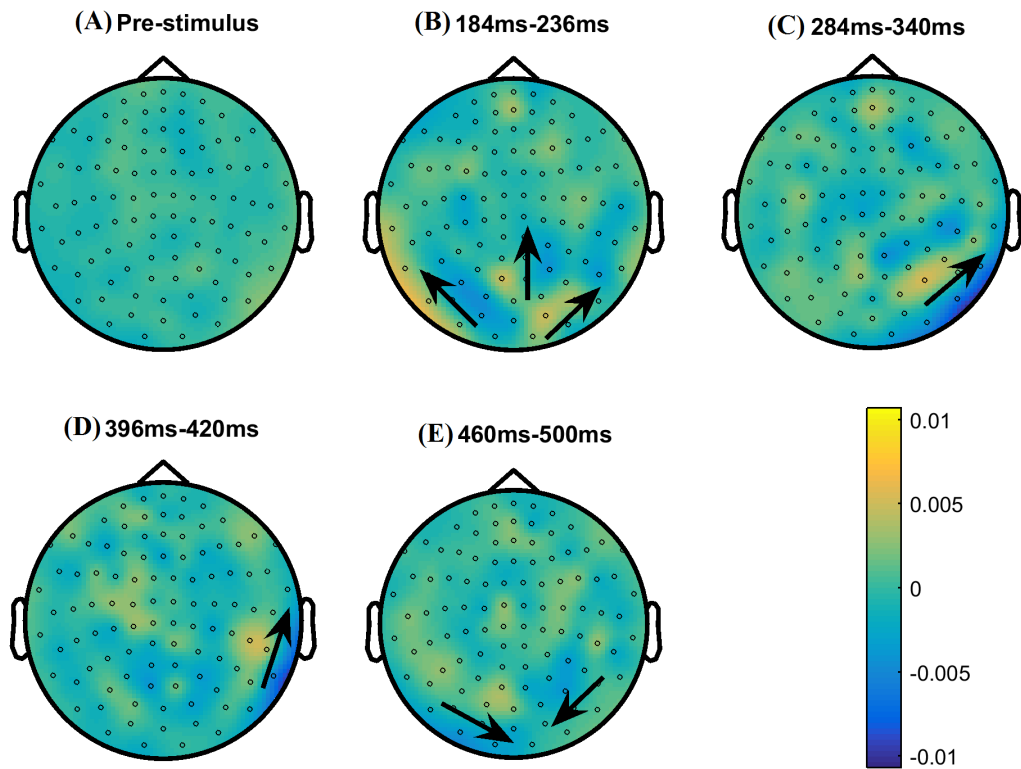 (A) Pre-stimulus
(B) 184ms-236ms
(C) 284ms-340ms
(D) 396ms-420ms
(E) 460ms-500ms
0.01
0.005
0
-0.005
-0.01